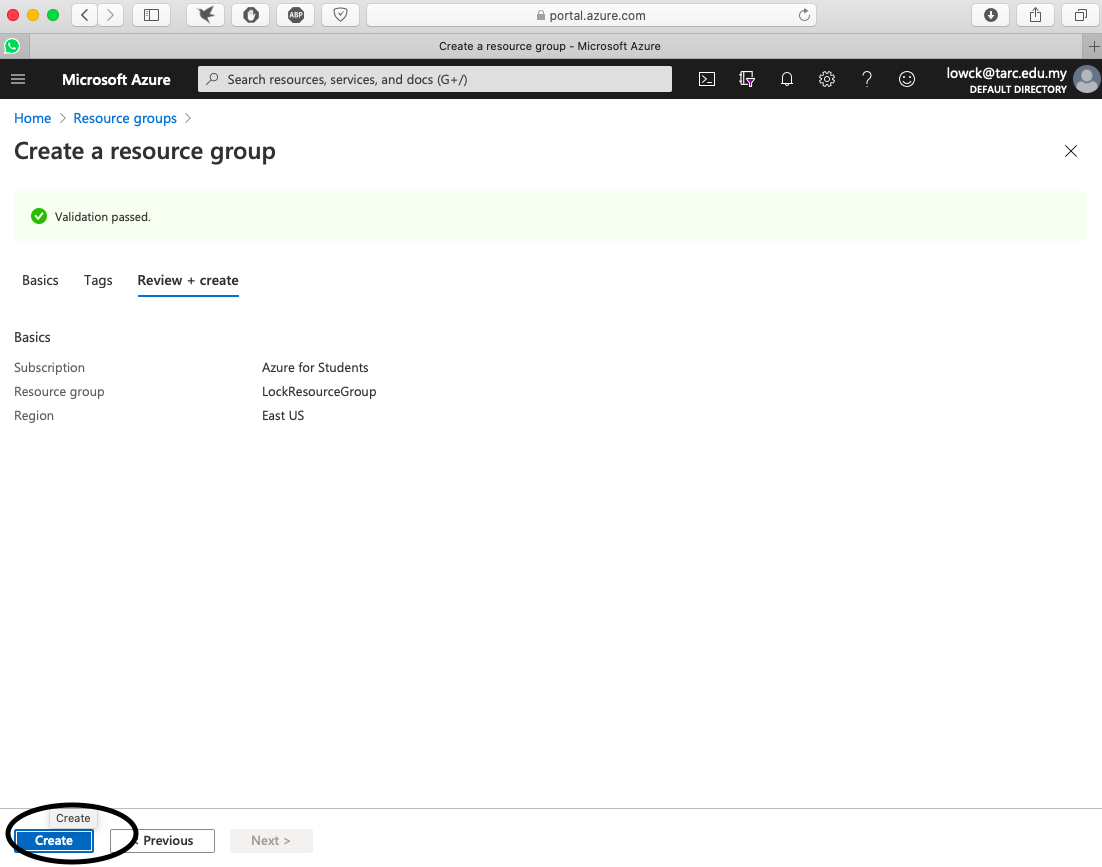 portal.azure.com
ABP
Create a resource group - Microsoft Azure
Microsoft Azure
Search resources, services, and docs (G+/)
lowck@tarc.edu.my
DEFAULT DIRECTORY
Home > Resource groups >
Create a resource group
Validation passed.
Basics Tags Review + create
Basics
Subscription Azure for Students
Resource group LockResourceGroup
Region East US
Create
Create Previous Next >